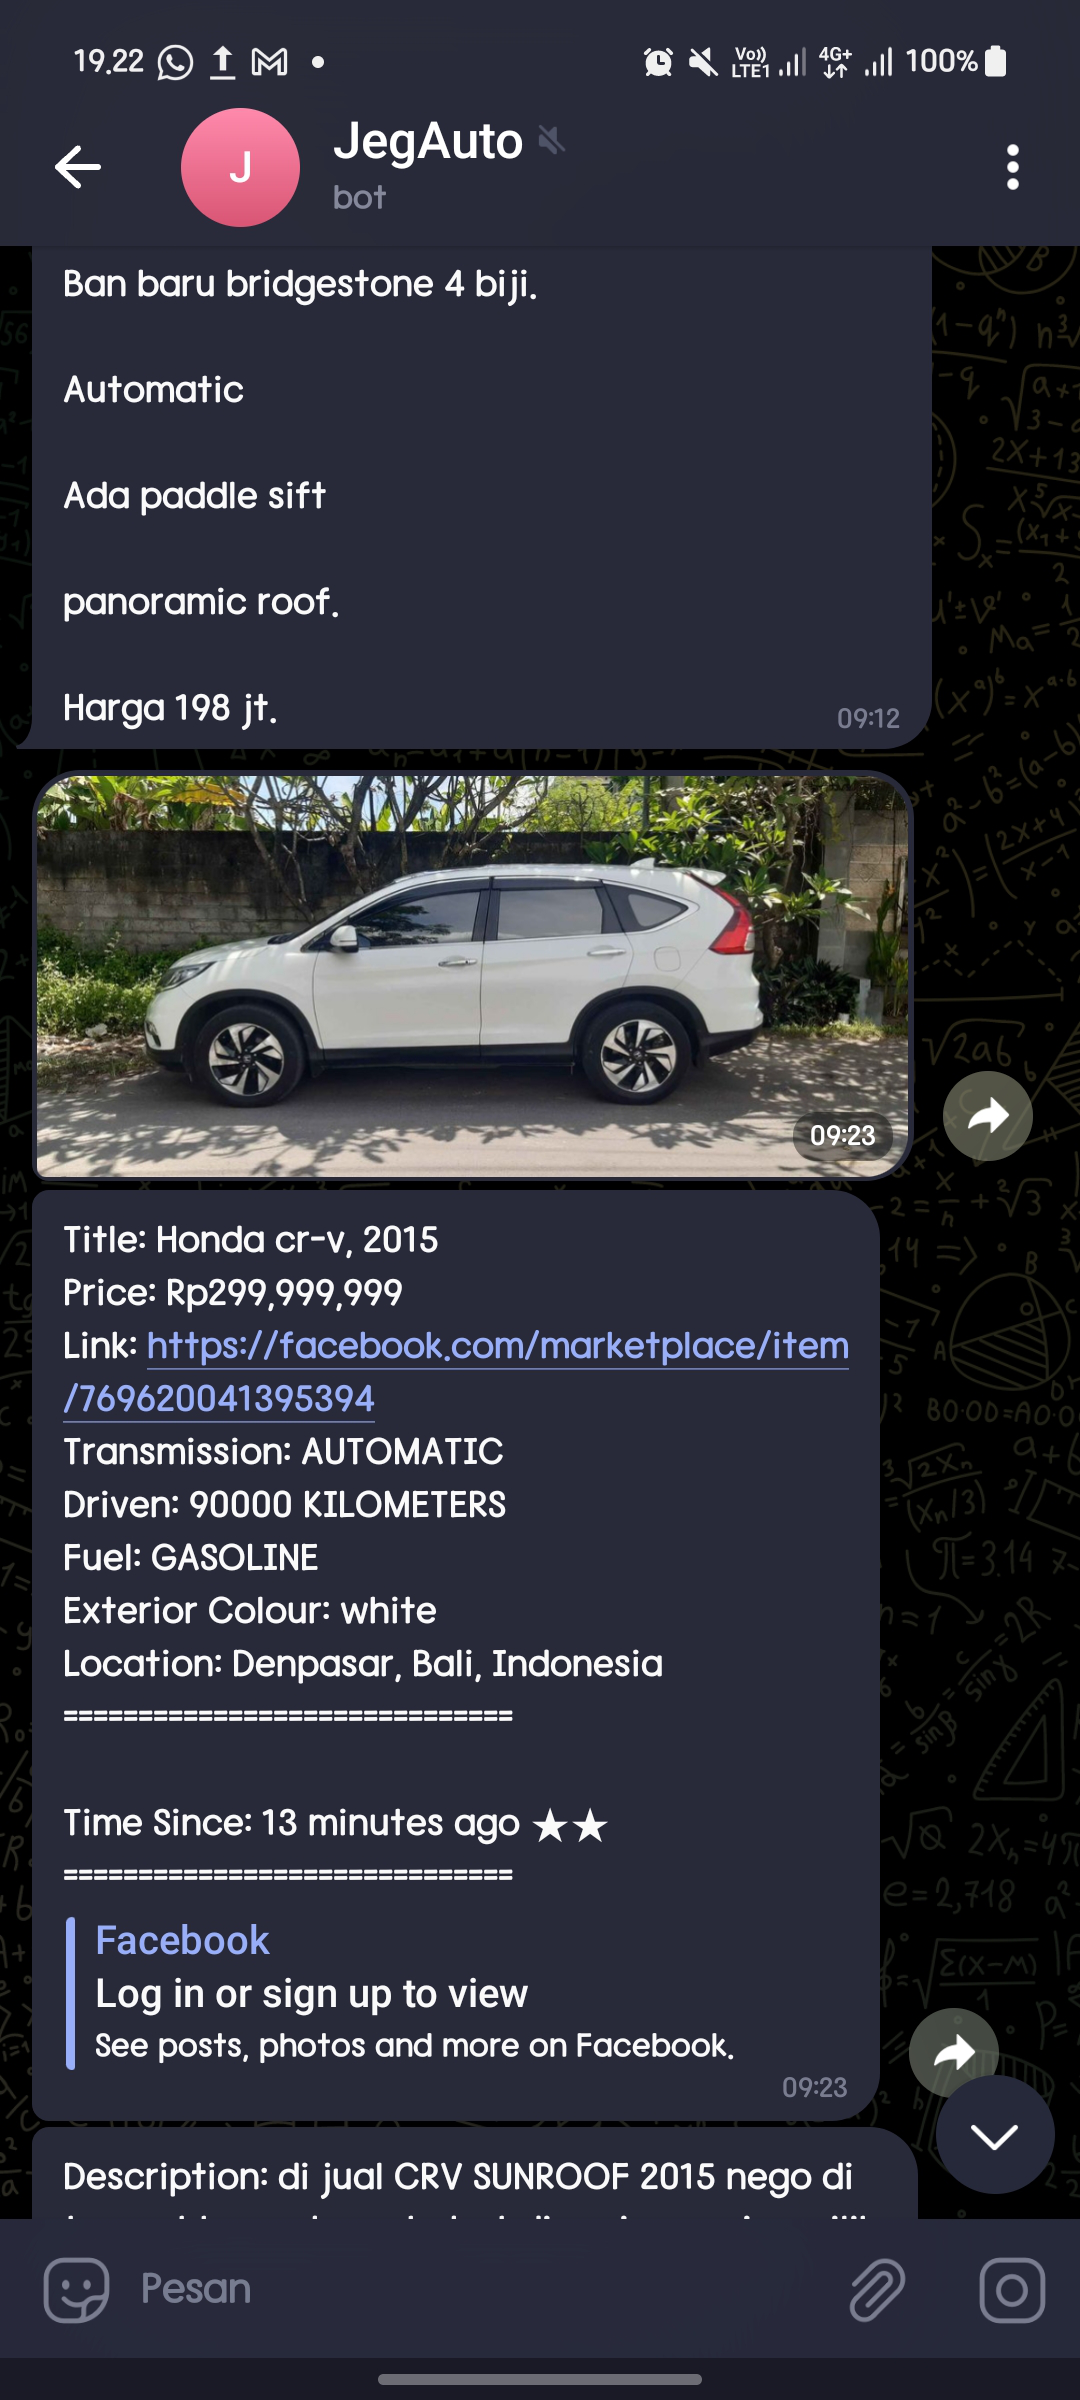 19.22
Vo))
LTE1
4G+
100%
J
JegAuto
bot
Ban baru bridgestone 4 biji.
Automatic
Ada paddle sift
panoramic roof.
Harga 198 jt.
09:12
09:23
Title: Honda cr-v, 2015
Price: Rp299,999,999
Link: https://facebook.com/marketplace/item
/769620041395394
Transmission: AUTOMATIC
Driven: 90000 KILOMETERS
Fuel: GASOLINE
Exterior Colour: white
Location: Denpasar, Bali, Indonesia
==============================
Time Since: 13 minutes ago ★★
==============================
Facebook
Log in or sign up to view
See posts, photos and more on Facebook.
09:23
Description: di jual CRV SUNROOF 2015 nego di
Pesan